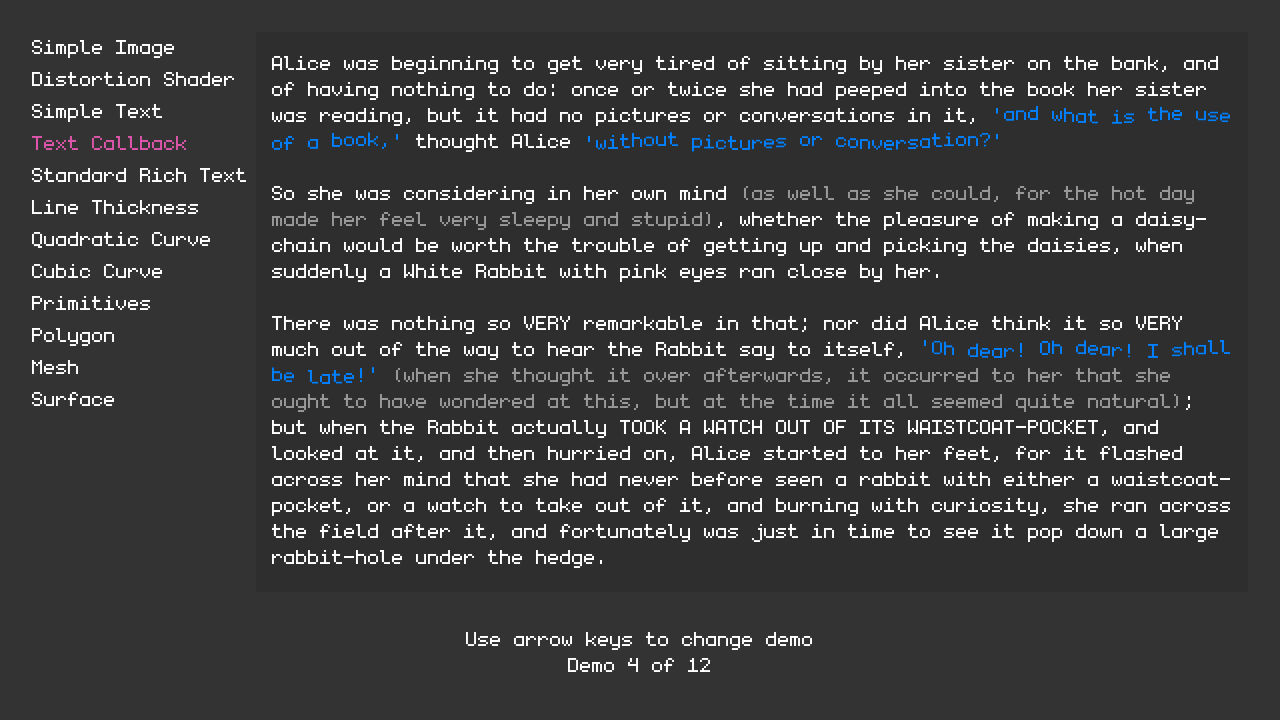 Simple Image
Distortion Shader
Simple Text
Text Callback
Standard Rich Text
Line Thickness
Quadratic Curve
Cubic Curve
Primitives
Polygon
Mesh
Surface
Alice was beginning to get very tired of sitting by her sister on the bank, and
of having nothing to do: once or twice she had peeped into the book her sister
was reading, but it had no pictures or conversations in it, 'and what is the use
of a book,' thought Alice 'without pictures or conversation?'
So she was considering in her own mind (as well as she could, for the hot day
made her feel very sleepy and stupid), whether the pleasure of making a daisy-
chain would be worth the trouble of getting up and picking the daisies, when
suddenly a White Rabbit with pink eyes ran close by her.
There was nothing so VERY remarkable in that; nor did Alice think it so VERY
much out of the way to hear the Rabbit say to itself, 'Oh dear! Oh dear! I shall
be late!' (when she thought it over afterwards, it occurred to her that she
ought to have wondered at this, but at the time it all seemed quite natural);
but when the Rabbit actually TOOK A WATCH OUT OF ITS WAISTCOAT-POCKET, and
looked at it, and then hurried on, Alice started to her feet, for it flashed
across her mind that she had never before seen a rabbit with either a waistcoat-
pocket, or a watch to take out of it, and burning with curiosity, she ran across
the field after it, and fortunately was just in time to see it pop down a large
rabbit-hole under the hedge.
Use arrow keys to change demo
Demo 4 of 12